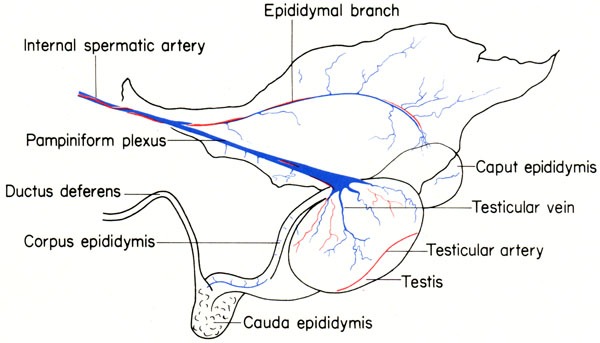 Epididymal branch
Internal spermatic artery
Pampiniform plexus
Caput epididymis
Ductus deferens
Testicular vein
Corpus epididymis
Testicular artery
Testis
Cauda epididymis